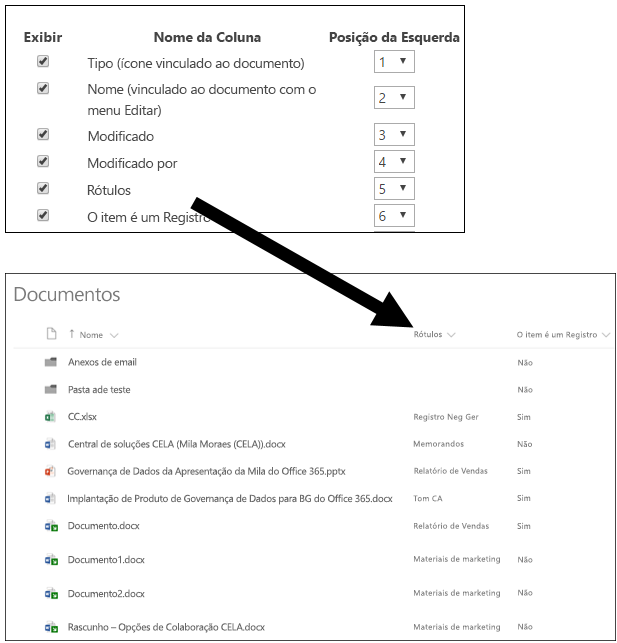 Exibir Nome da Coluna Posição da Esquerda
Tipo (ícone vinculado ao documento) 1
Nome (vinculado ao documento com o
menu Editar) 2
Modificado 3
Modificado por 4
Rótulos 5
O item é um Registro 6
Documentos
Nome Rótulos O item é um Registro
Anexos de email Não
Pasta ade teste Não
CC.xlsx Registro Neg Ger Sim
Central de soluções CELA (Mila Moraes (CELA)).docx Memorandos Não
Governança de Dados da Apresentação da Mila do Office 365.pptx Relatório de Vendas Sim
Implantação de Produto de Governança de Dados para BG do Office 365.docx Tom CA Sim
Documento.docx Relatório de Vendas Sim
Documento1.docx Materiais de marketing Não
Documento2.docx Materiais de marketing Não
Rascunho – Opções de Colaboração CELA.docx Materiais de marketing Não